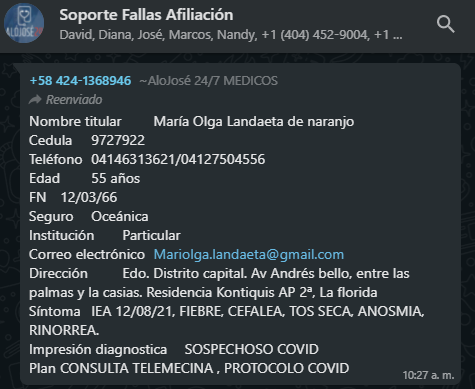 Soporte Fallas Afiliación
David, Diana, José, Marcos, Nandy, +1 (404) 452-9004, +1 ...
ALOJOSÉ
+58 424-1368946 ~AloJosé 24/7 MEDICOS
Reenviado
Nombre titular María Olga Landaeta de naranjo
Cedula 9727922
Teléfono 04146313621/04127504556
Edad 55 años
FN 12/03/66
Seguro Oceánica
Institución Particular
Correo electrónico Mariolga.landaeta@gmail.com
Dirección Edo. Distrito capital. Av Andrés bello, entre las
palmas y la casias. Residencia Kontiquis AP 2ª, La florida
Síntoma IEA 12/08/21, FIEBRE, CEFALEA, TOS SECA, ANOSMIA,
RINORREA.
Impresión diagnostica SOSPECHOSO COVID
Plan CONSULTA TELEMECINA , PROTOCOLO COVID
10:27 a. m.